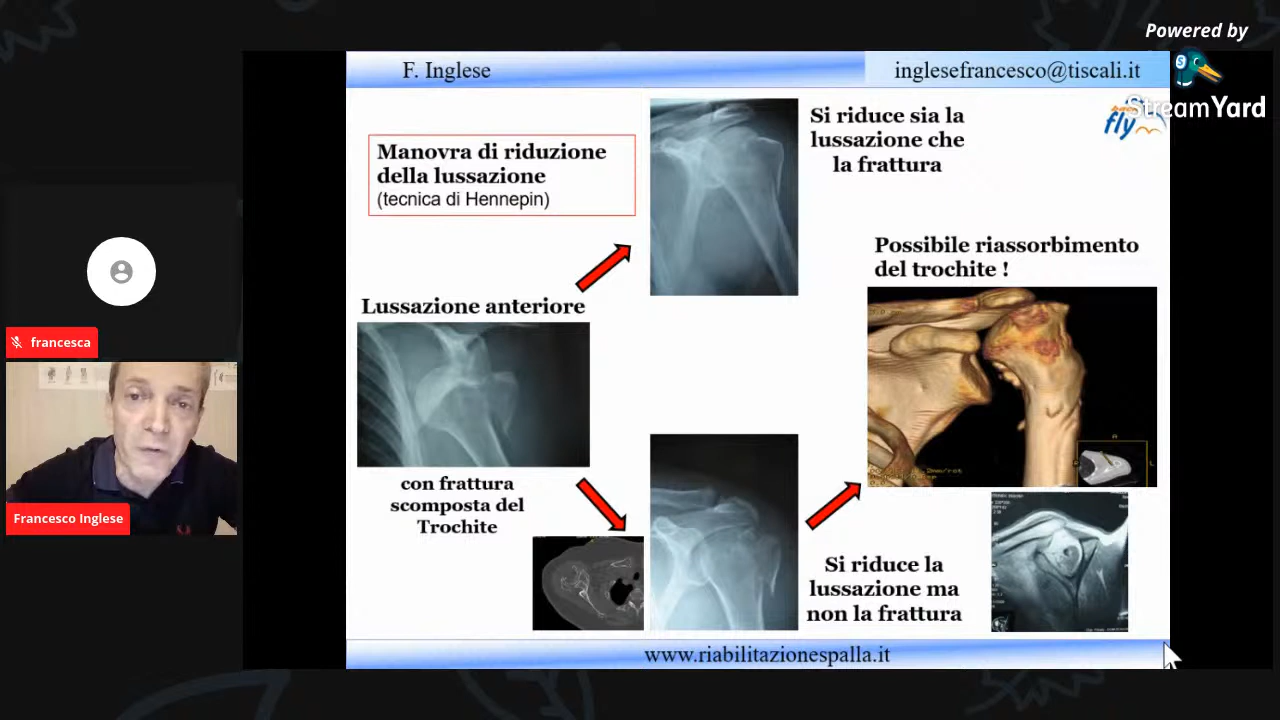 Powered by
StreamYard
F. Inglese
inglesefrancesco@tiscali.it
fly
Manovra di riduzione
della lussazione
(tecnica di Hennepin)
Si riduce sia la
lussazione che
la frattura
Possibile riassorbimento
del trochite !
Lussazione anteriore
con frattura
scomposta del
Trochite
Si riduce la
lussazione ma
non la frattura
francesca
Francesco Inglese
www.riabilitazionespalla.it